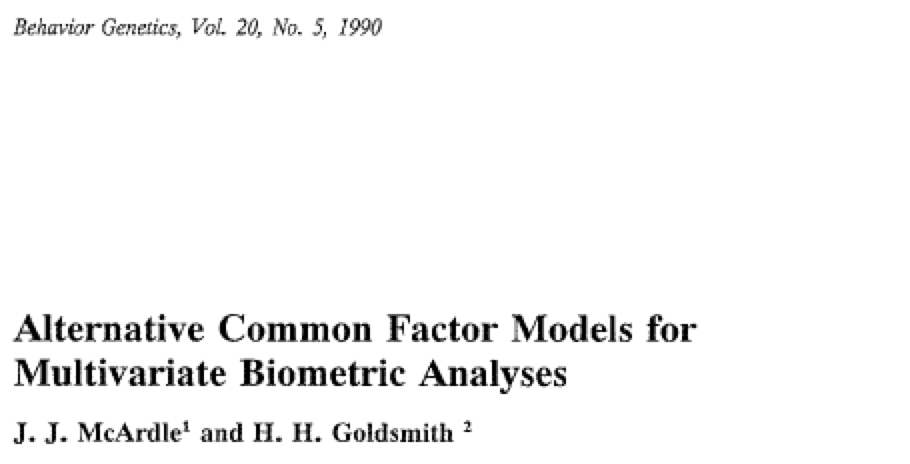 Behavior Genetics, Vol. 20, No. 5, 1990
Alternative Common Factor Models for
Multivariate Biometric Analyses
J. J. McArdle¹ and H. H. Goldsmith ²